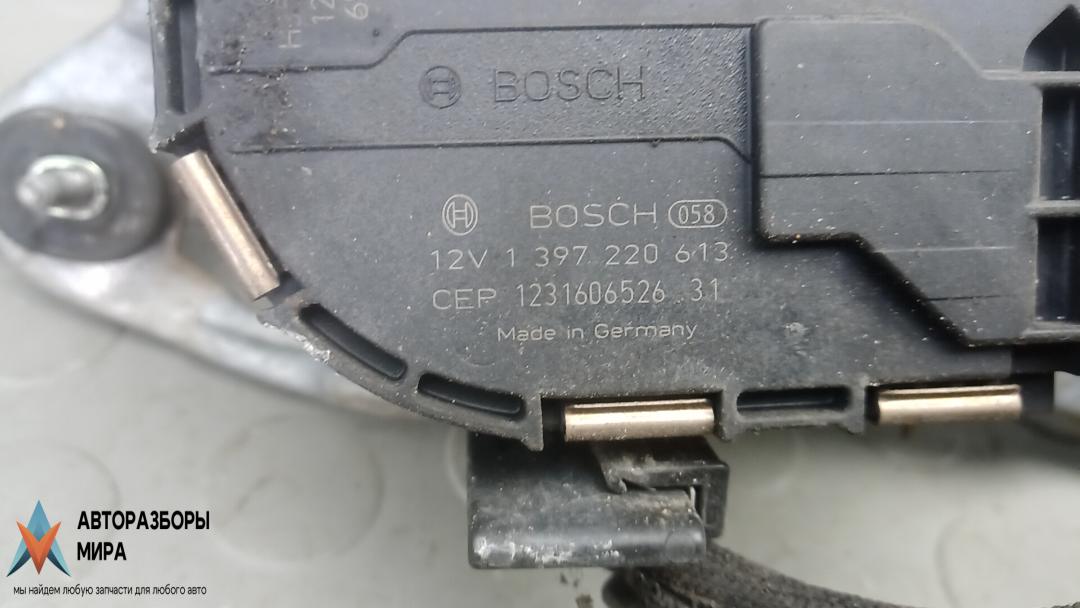 BOSCH
BOSCH 058
12V 1 397 220 613
CEP 1231606526 31
Made in Germany
АВТОРАЗБОРЫ
МИРА
мы найдем любую запчасти для любого авто